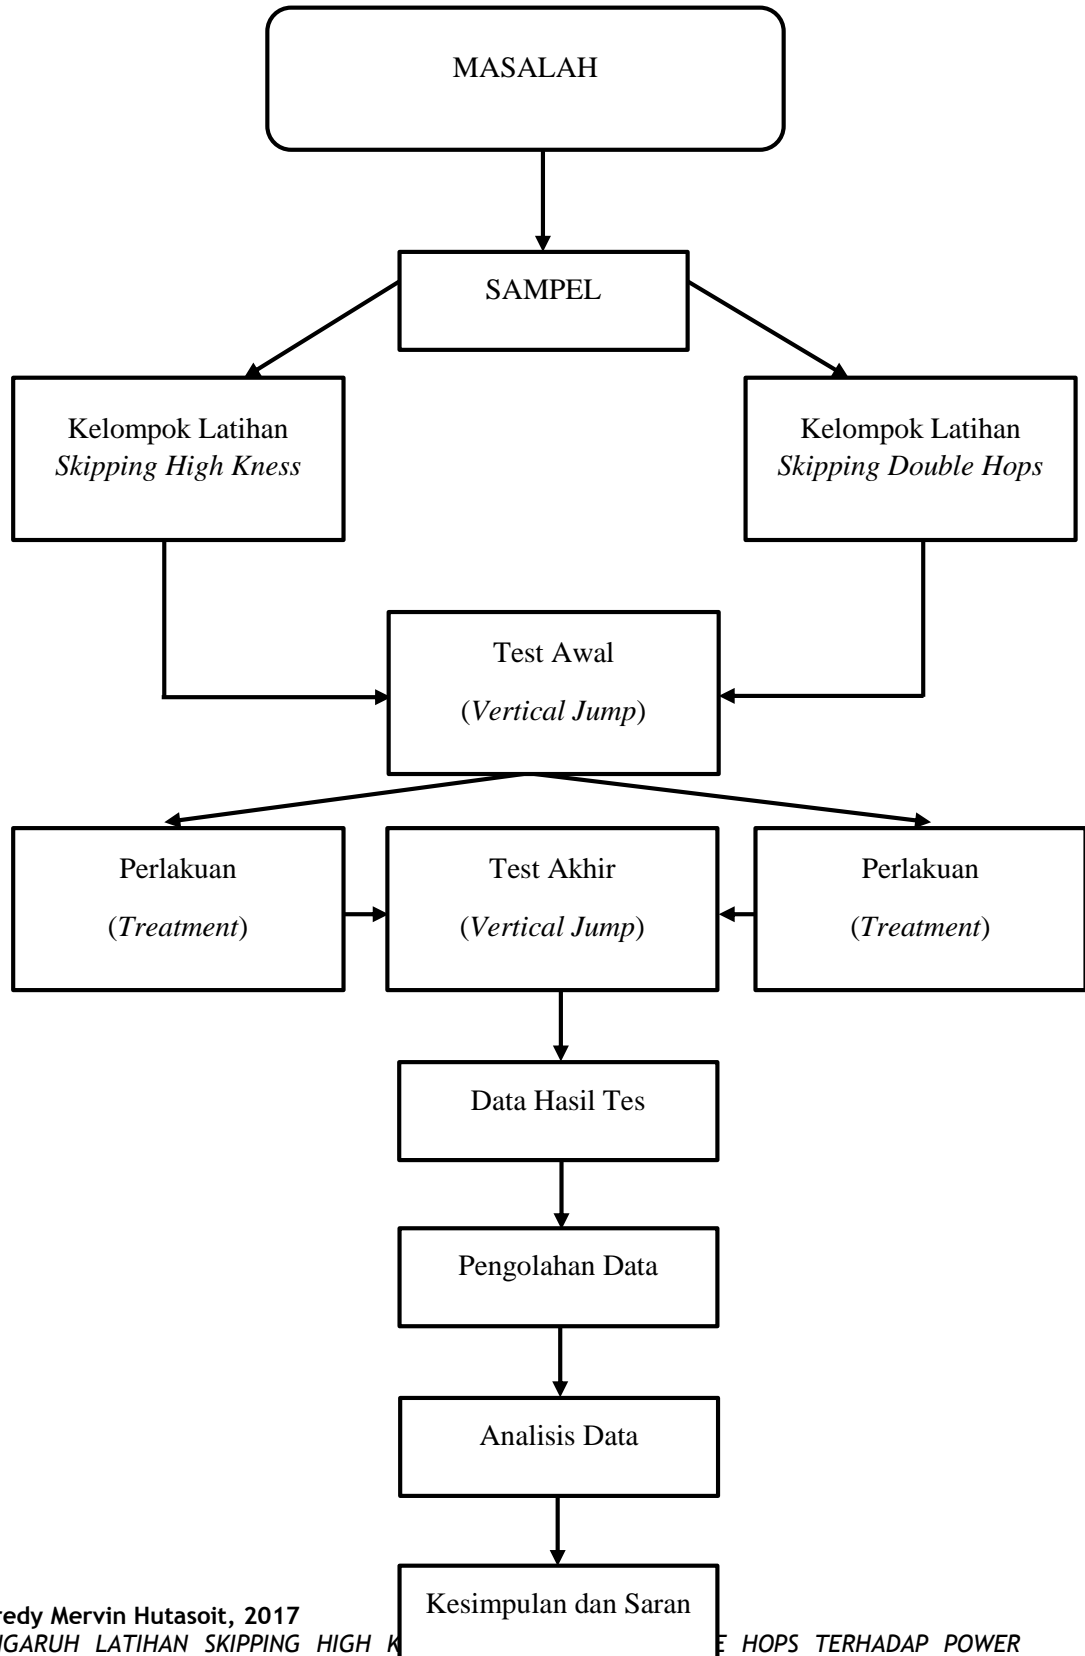 MASALAH
SAMPEL
Kelompok Latihan
Skipping High Kness
Kelompok Latihan
Skipping Double Hops
Test Awal
(Vertical Jump)
Perlakuan
(Treatment)
Test Akhir
(Vertical Jump)
Perlakuan
(Treatment)
Data Hasil Tes
Pengolahan Data
Analisis Data
Kesimpulan dan Saran
redy Mervin Hutasoit, 2017
NGARUH LATIHAN SKIPPING HIGH HOPS TERHADAP POWER